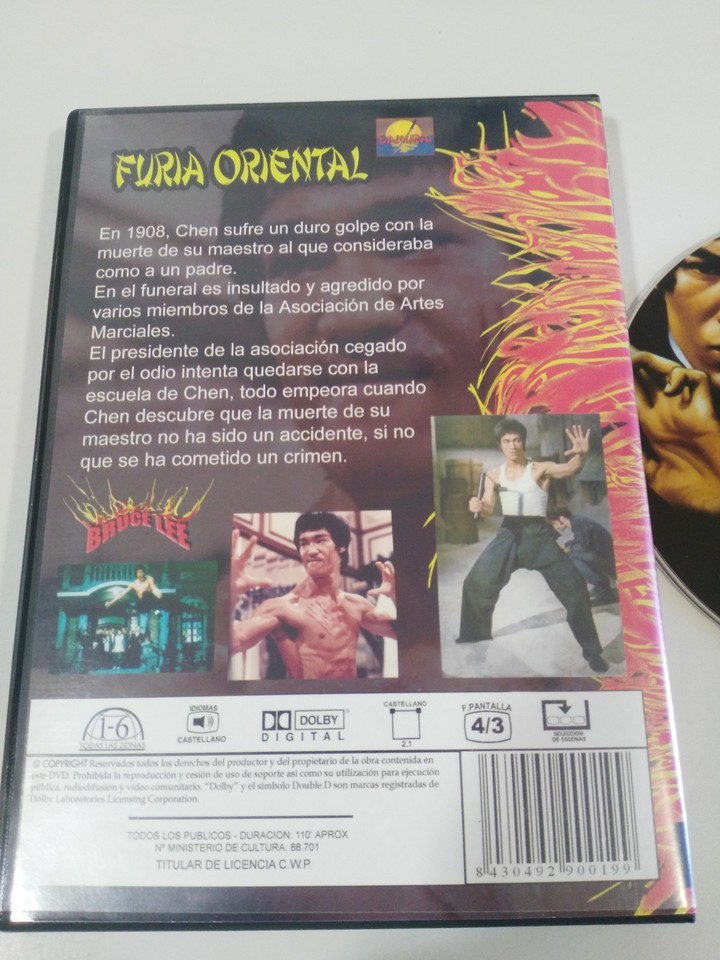 FURIA ORIENTAL
SAMURAI
En 1908, Chen sufre un duro golpe con la
muerte de su maestro al que consideraba
como a un padre.
En el funeral es insultado y agredido por
varios miembros de la Asociación de Artes
Marciales.
El presidente de la asociación cegado
por el odio intenta quedarse con la
escuela de Chen, todo empeora cuando
Chen descubre que la muerte de su
maestro no ha sido un accidente, si no
que se ha cometido un crimen.
BRUCE LEE
1-6
TODAS LAS ZONAS
IDIOMAS
CASTELLANO
DOLBY
DIGITAL
CASTELLANO
2.1
F.PANTALLA
4/3
SELECCION
DE ESCENAS
© COPYRIGHT Reservados todos los derechos del productor y del propietario de la obra contenida en
este DVD. Prohibida la reproducción y cesión de uso de soporte asi como su utilización para ejecución
pública, radiodifusión y video comunitario. "Dolby" y el símbolo Double.D son marcas registradas de
Dolby Laboratories Licensing Corporation.
TODOS LOS PUBLICOS - DURACION: 110' APROX
Nº MINISTERIO DE CULTURA: 88.701
TITULAR DE LICENCIA C.W.P.
8 430492 900199